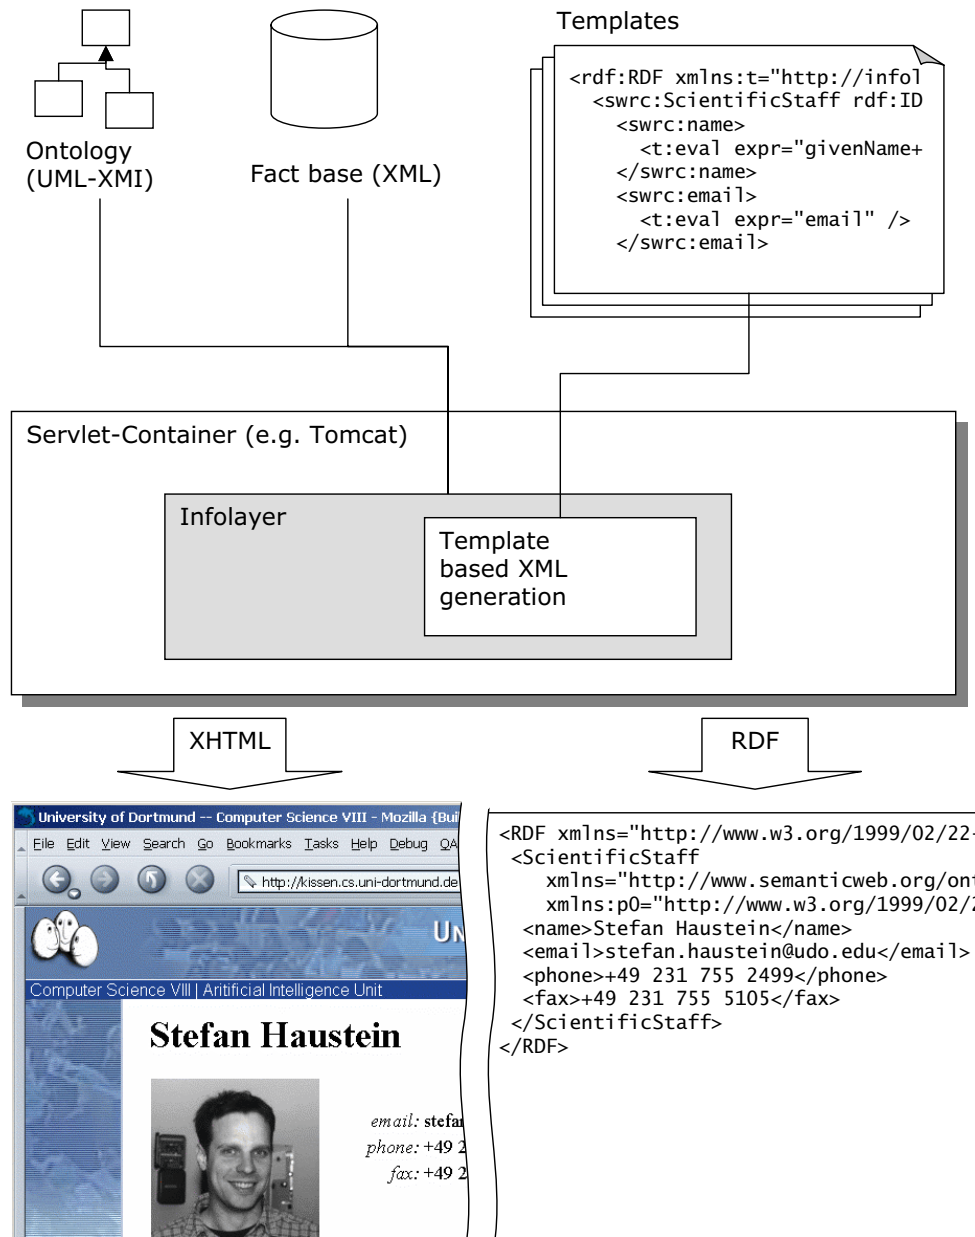 Templates
<rdf:RDF xmlns:t="http://infol
<swrc:ScientificStaff rdf:ID
<swrc:name>
<t:eval expr="givenName+
</swrc:name>
<swrc:email>
<t:eval expr="email" />
</swrc:email>
Ontology
(UML-XMI)
Fact base (XML)
Servlet-Container (e.g. Tomcat)
Infolayer
Template
based XML
generation
XHTML
RDF
University of Dortmund -- Computer Science VIII - Mozilla {Bui
File Edit View Search Go Bookmarks Tasks Help Debug QA
http://kissen.cs.uni-dortmund.de
UN
Computer Science VIII | Aritificial Intelligence Unit
Stefan Haustein
email: stefan
phone: +49 2
fax: +49 2
<RDF xmlns="http://www.w3.org/1999/02/22-
<ScientificStaff
xmlns="http://www.semanticweb.org/ont
xmlns:p0="http://www.w3.org/1999/02/2
<name>Stefan Haustein</name>
<email>stefan.haustein@udo.edu</email>
<phone>+49 231 755 2499</phone>
<fax>+49 231 755 5105</fax>
</ScientificStaff>
</RDF>